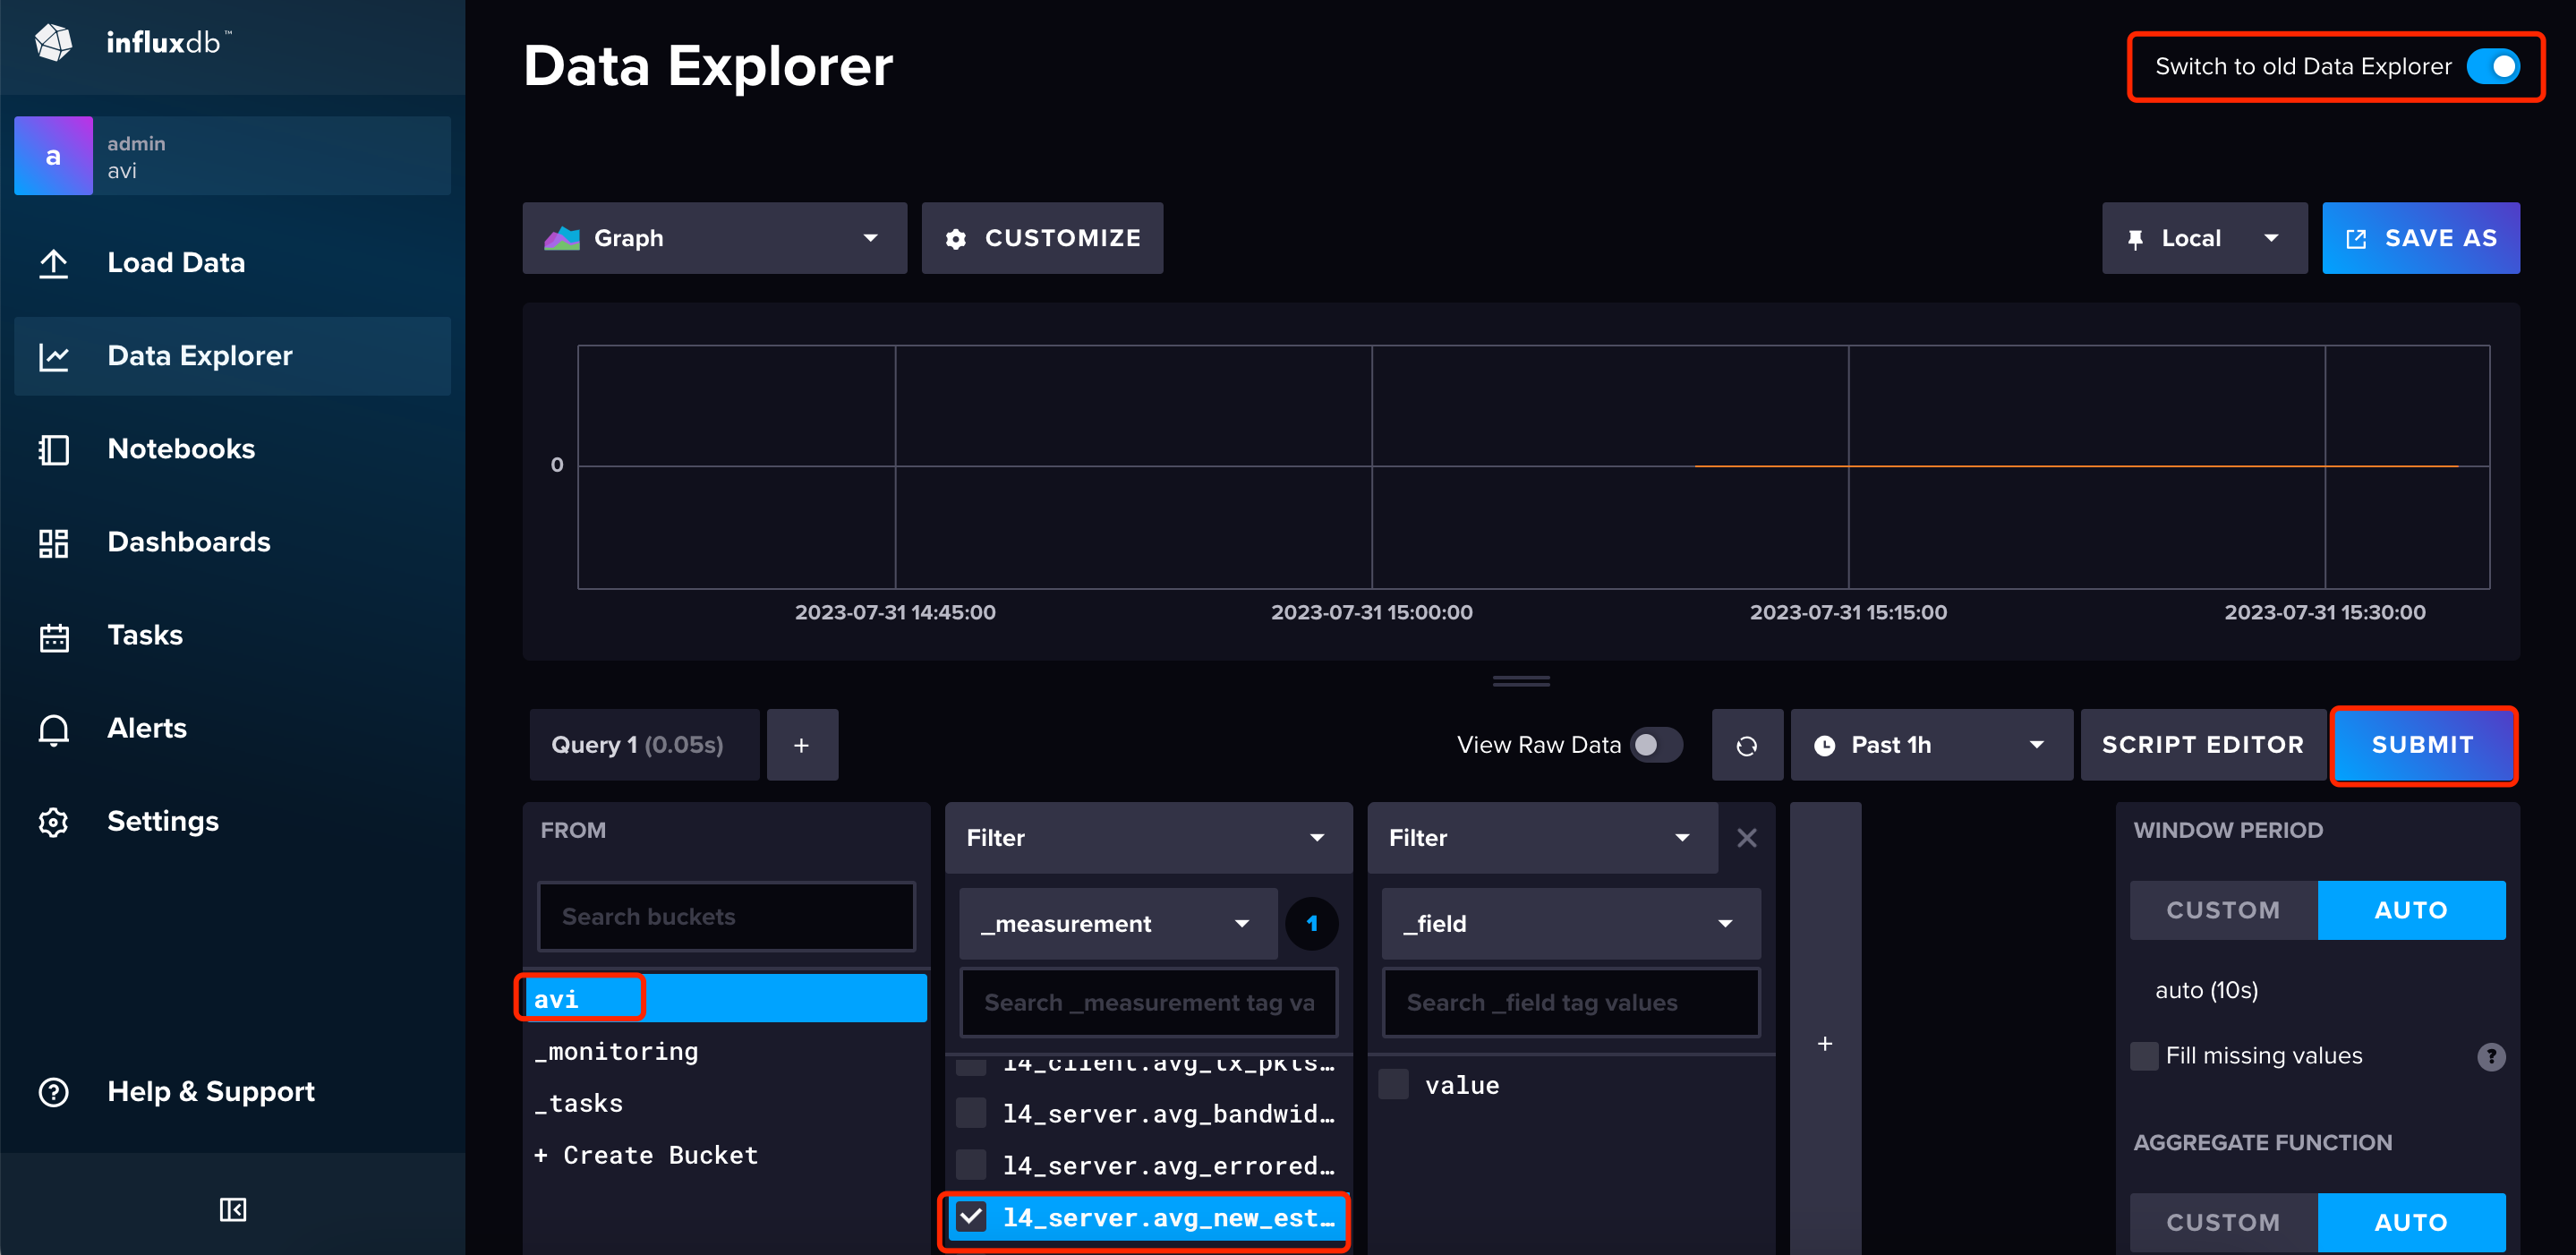 influxdb™
a
admin
avi
Load Data
Data Explorer
Notebooks
Dashboards
Tasks
Alerts
Settings
Help & Support
Data Explorer
Switch to old Data Explorer
Graph
CUSTOMIZE
Local
SAVE AS
0
2023-07-31 14:45:00
2023-07-31 15:00:00
2023-07-31 15:15:00
2023-07-31 15:30:00
Query 1 (0.05s)
+
View Raw Data
Past 1h
SCRIPT EDITOR
SUBMIT
FROM
Search buckets
avi
_monitoring
_tasks
+ Create Bucket
Filter
_measurement
1
Search _measurement tag va
l4_client.avg_tx_pkts…
l4_server.avg_bandwid…
l4_server.avg_errored…
l4_server.avg_new_est…
Filter
_field
Search _field tag values
value
+
WINDOW PERIOD
CUSTOM
AUTO
auto (10s)
Fill missing values
?
AGGREGATE FUNCTION
CUSTOM
AUTO